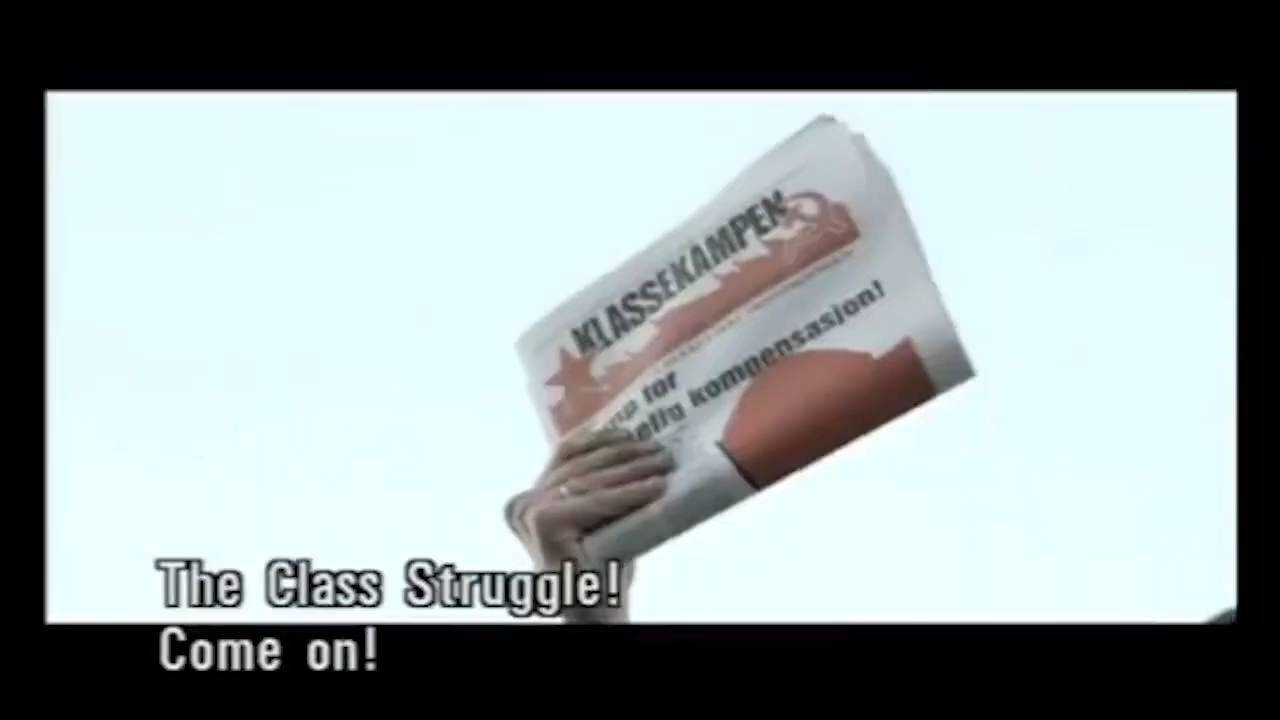 KLASSEKAMPEN
for
kompensasjon!
The Class Struggle!
Come on!